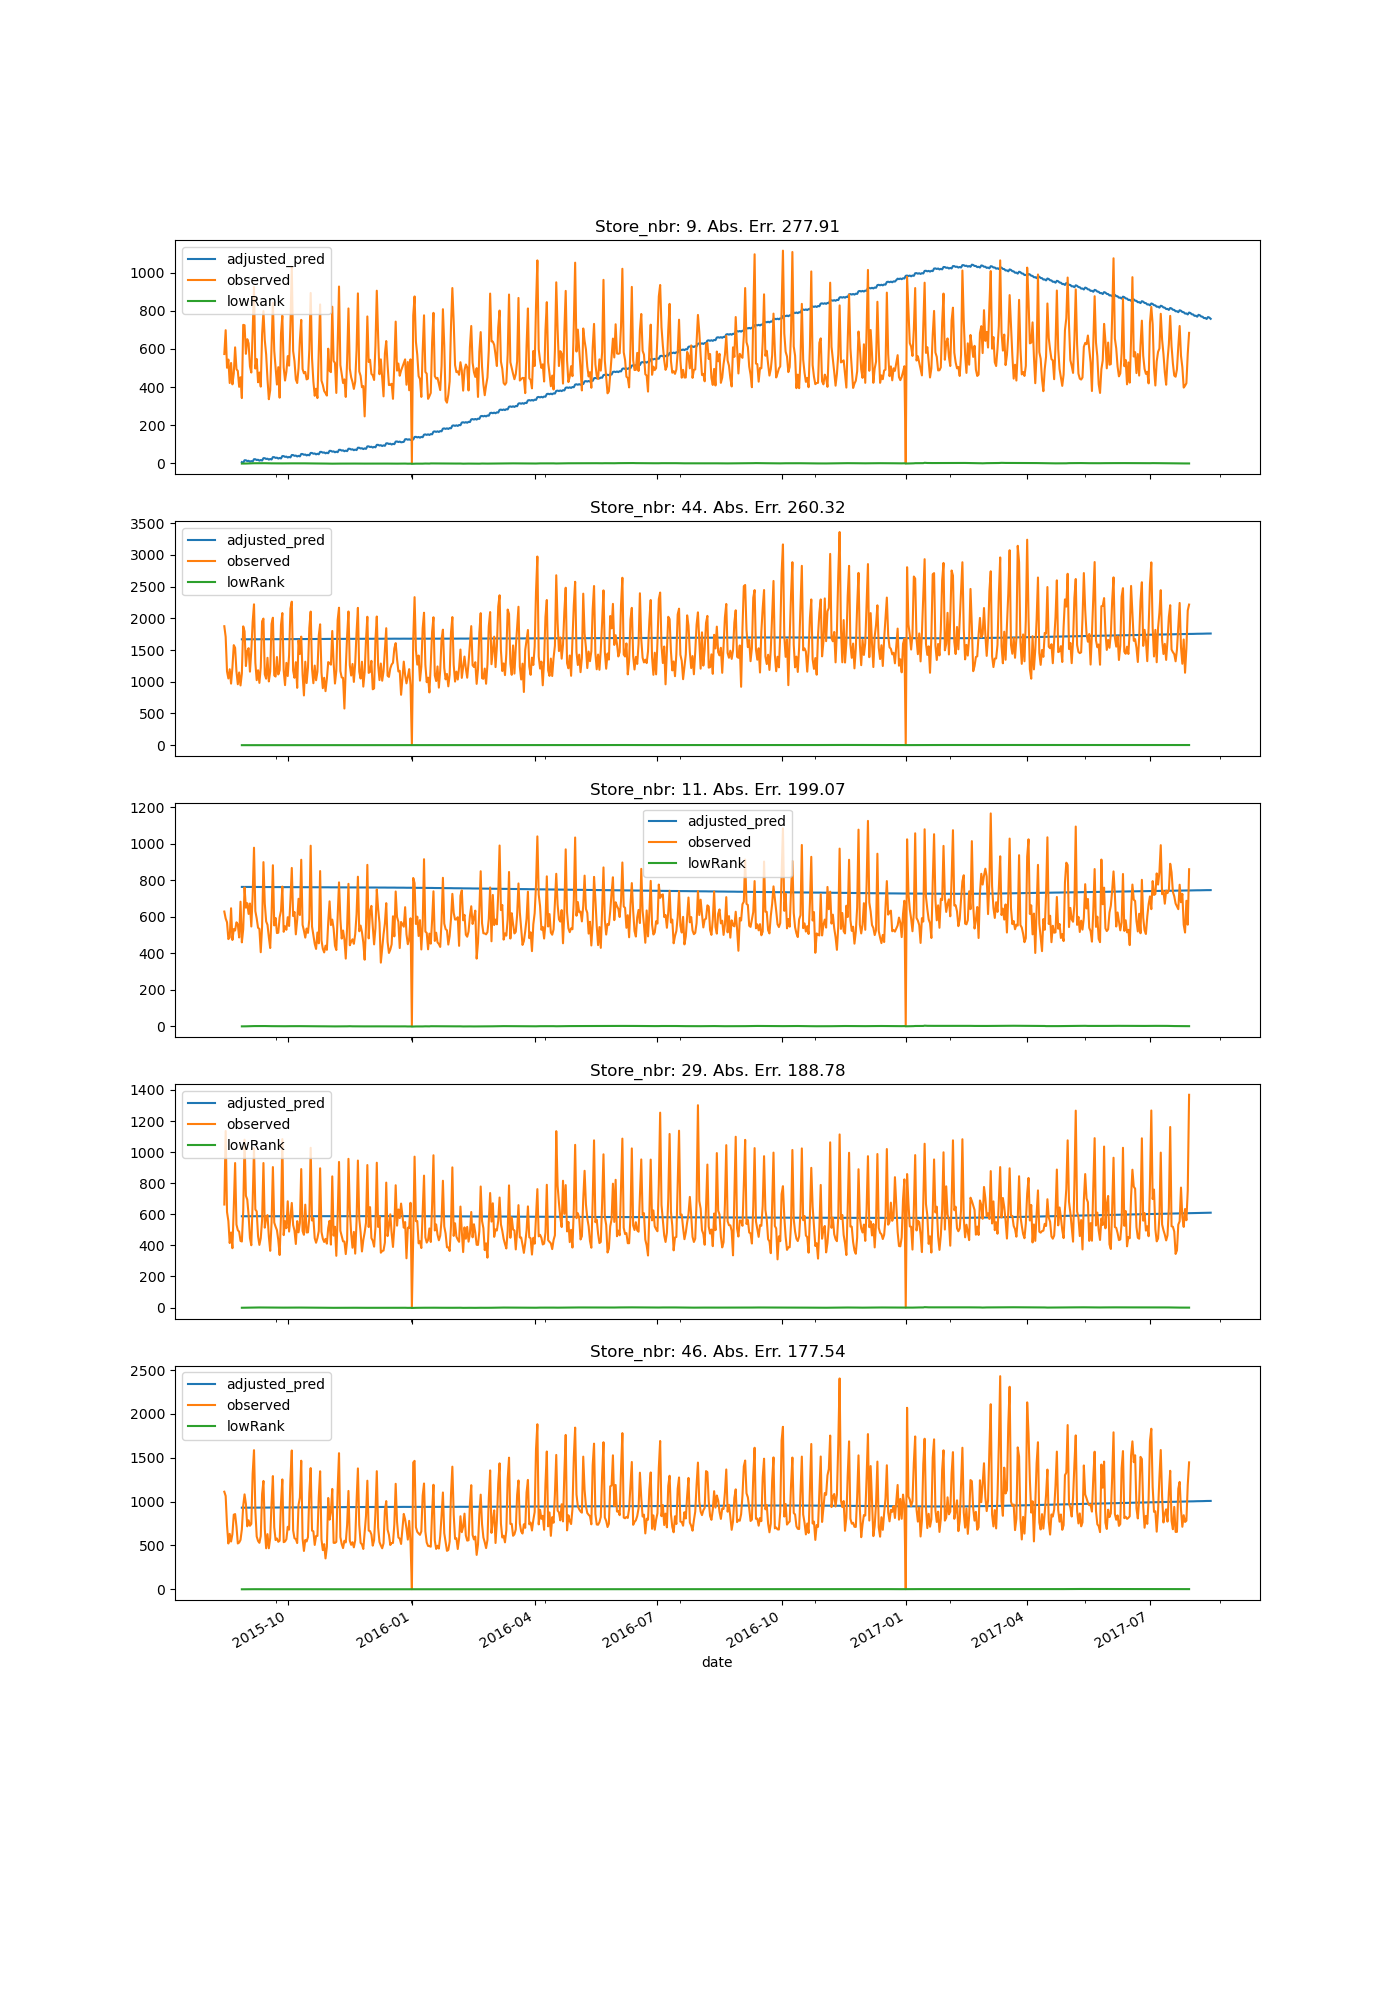 Store_nbr: 9. Abs. Err. 277.91
adjusted_pred
observed
lowRank
1000
800
600
400
200
0
Store_nbr: 44. Abs. Err. 260.32
adjusted_pred
observed
lowRank
3500
3000
2500
2000
1500
1000
500
0
Store_nbr: 11. Abs. Err. 199.07
adjusted_pred
observed
lowRank
1200
1000
800
600
400
200
0
Store_nbr: 29. Abs. Err. 188.78
adjusted_pred
observed
lowRank
1400
1200
1000
800
600
400
200
0
Store_nbr: 46. Abs. Err. 177.54
adjusted_pred
observed
lowRank
2500
2000
1500
1000
500
0
2015-10
2016-01
2016-04
2016-07
2016-10
2017-01
2017-04
2017-07
date